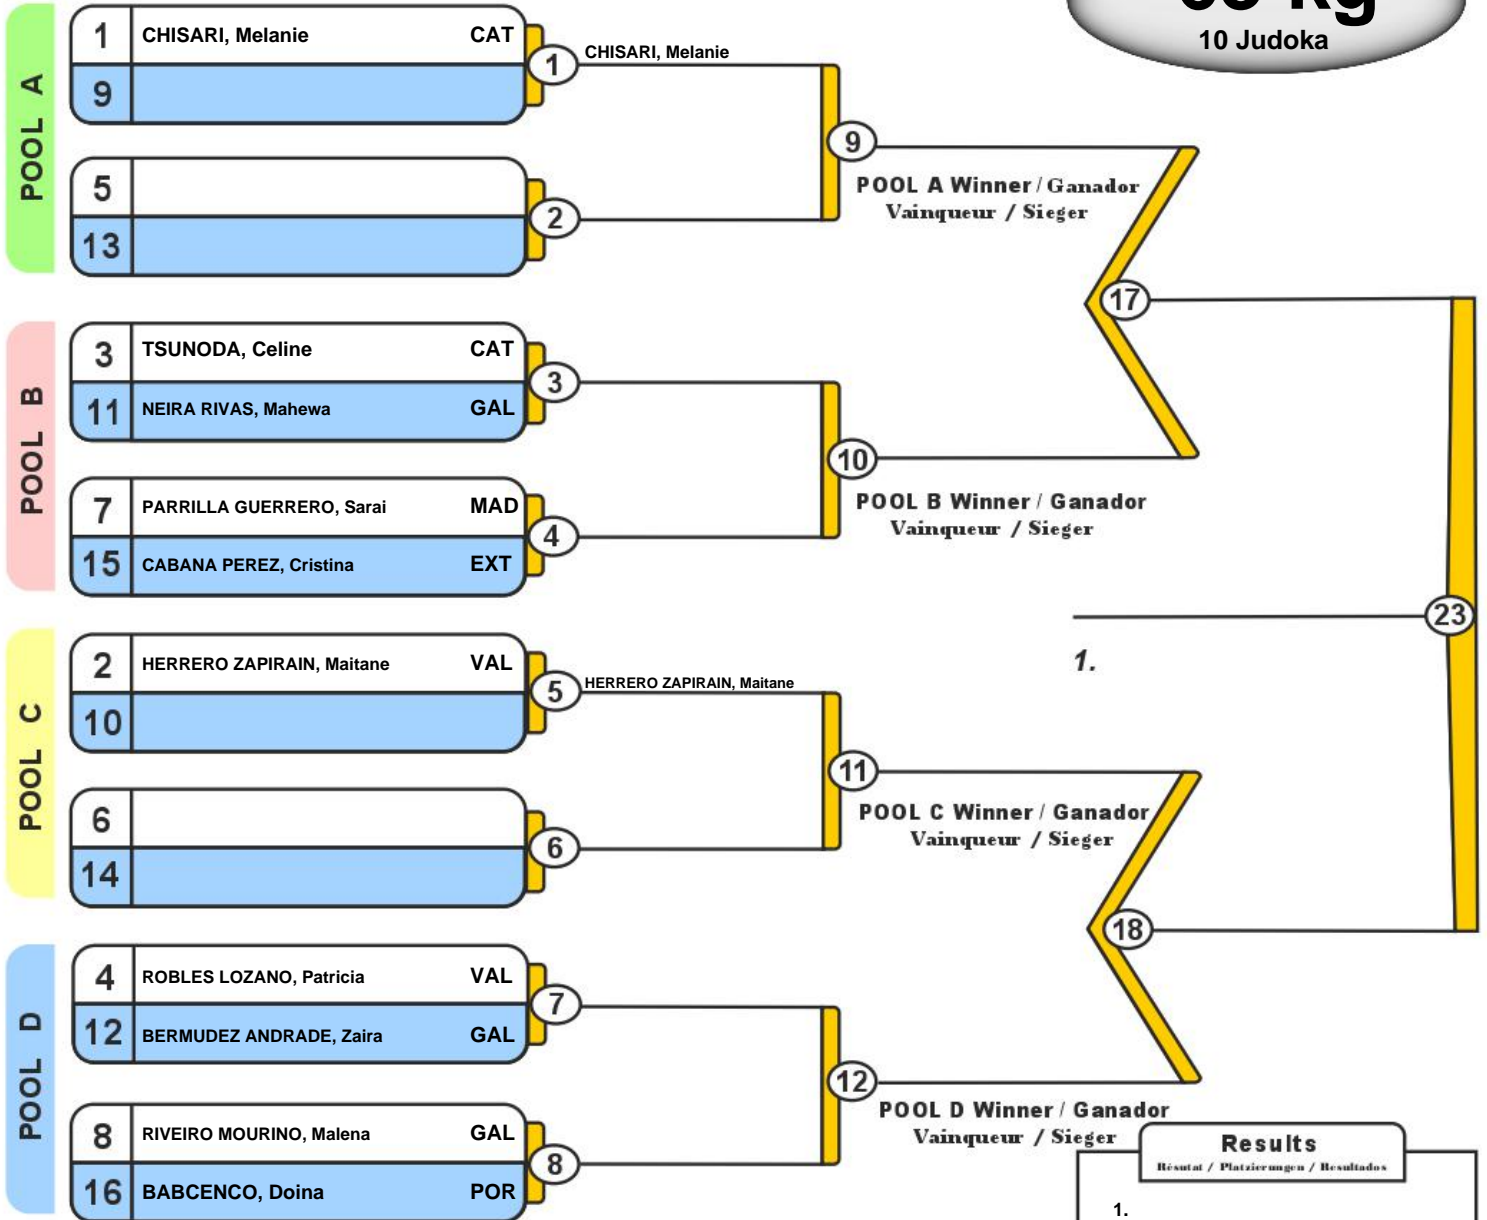 kg
10 Judoka
POOL A
1 CHISARI, Melanie CAT
9
1 CHISARI, Melanie
5
13
2
9
POOL A Winner / Ganador
Vainqueur / Sieger
POOL B
3 TSUNODA, Celine CAT
11 NEIRA RIVAS, Mahewa GAL
3
7 PARRILLA GUERRERO, Sarai MAD
15 CABANA PEREZ, Cristina EXT
4
10
POOL B Winner / Ganador
Vainqueur / Sieger
17
POOL C
2 HERRERO ZAPIRAIN, Maitane VAL
10
5 HERRERO ZAPIRAIN, Maitane
6
14
6
11
POOL C Winner / Ganador
Vainqueur / Sieger
23
1.
POOL D
4 ROBLES LOZANO, Patricia VAL
12 BERMUDEZ ANDRADE, Zaira GAL
7
8 RIVEIRO MOURINO, Malena GAL
16 BABCENCO, Doina POR
8
12
POOL D Winner / Ganador
Vainqueur / Sieger
18
Results
Résutat / Platzierungen / Resultados
1.